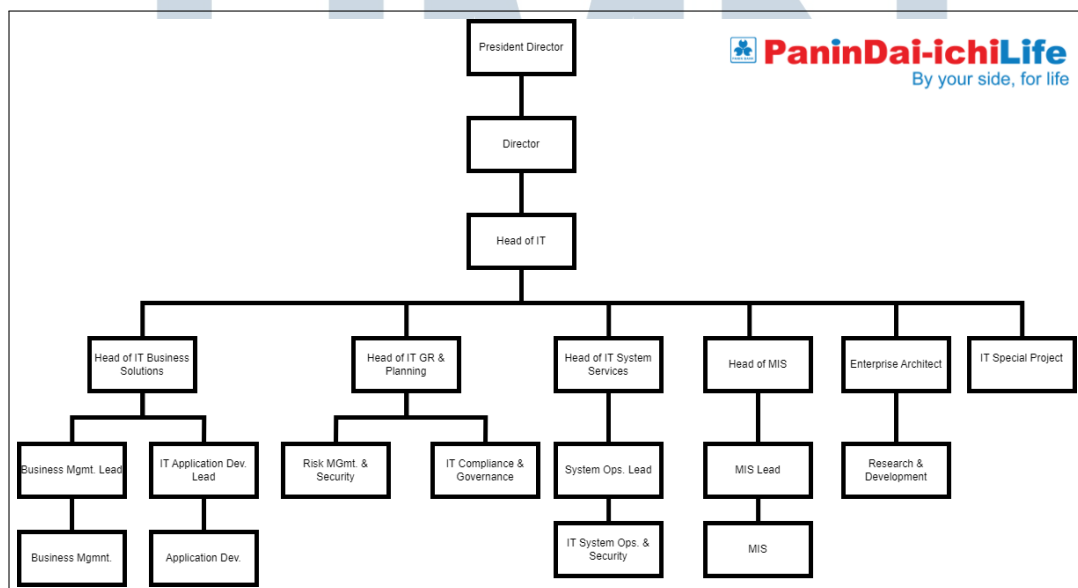 President Director
PaninDai-ichiLife
By your side, for life
Director
Head of IT
Head of IT Business
Solutions
Head of IT GR &
Planning
Head of IT System
Services
Head of MIS
Enterprise Architect
IT Special Project
Business Mgmt. Lead
IT Application Dev.
Lead
Risk MGmt. &
Security
IT Compliance &
Governance
System Ops. Lead
MIS Lead
Research &
Development
Business Mgmnt.
Application Dev.
IT System Ops. &
Security
MIS